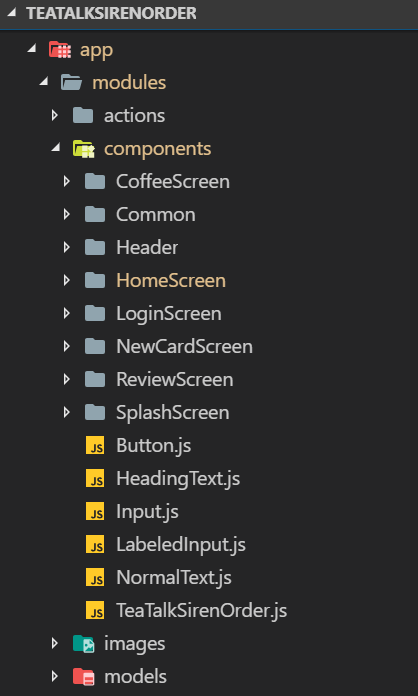 TEATALKSIRENORDER
app
modules
actions
components
CoffeeScreen
Common
Header
HomeScreen
LoginScreen
NewCardScreen
ReviewScreen
SplashScreen
JS Button.js
JS HeadingText.js
JS Input.js
JS LabeledInput.js
JS NormalText.js
JS TeaTalkSirenOrder.js
images
models